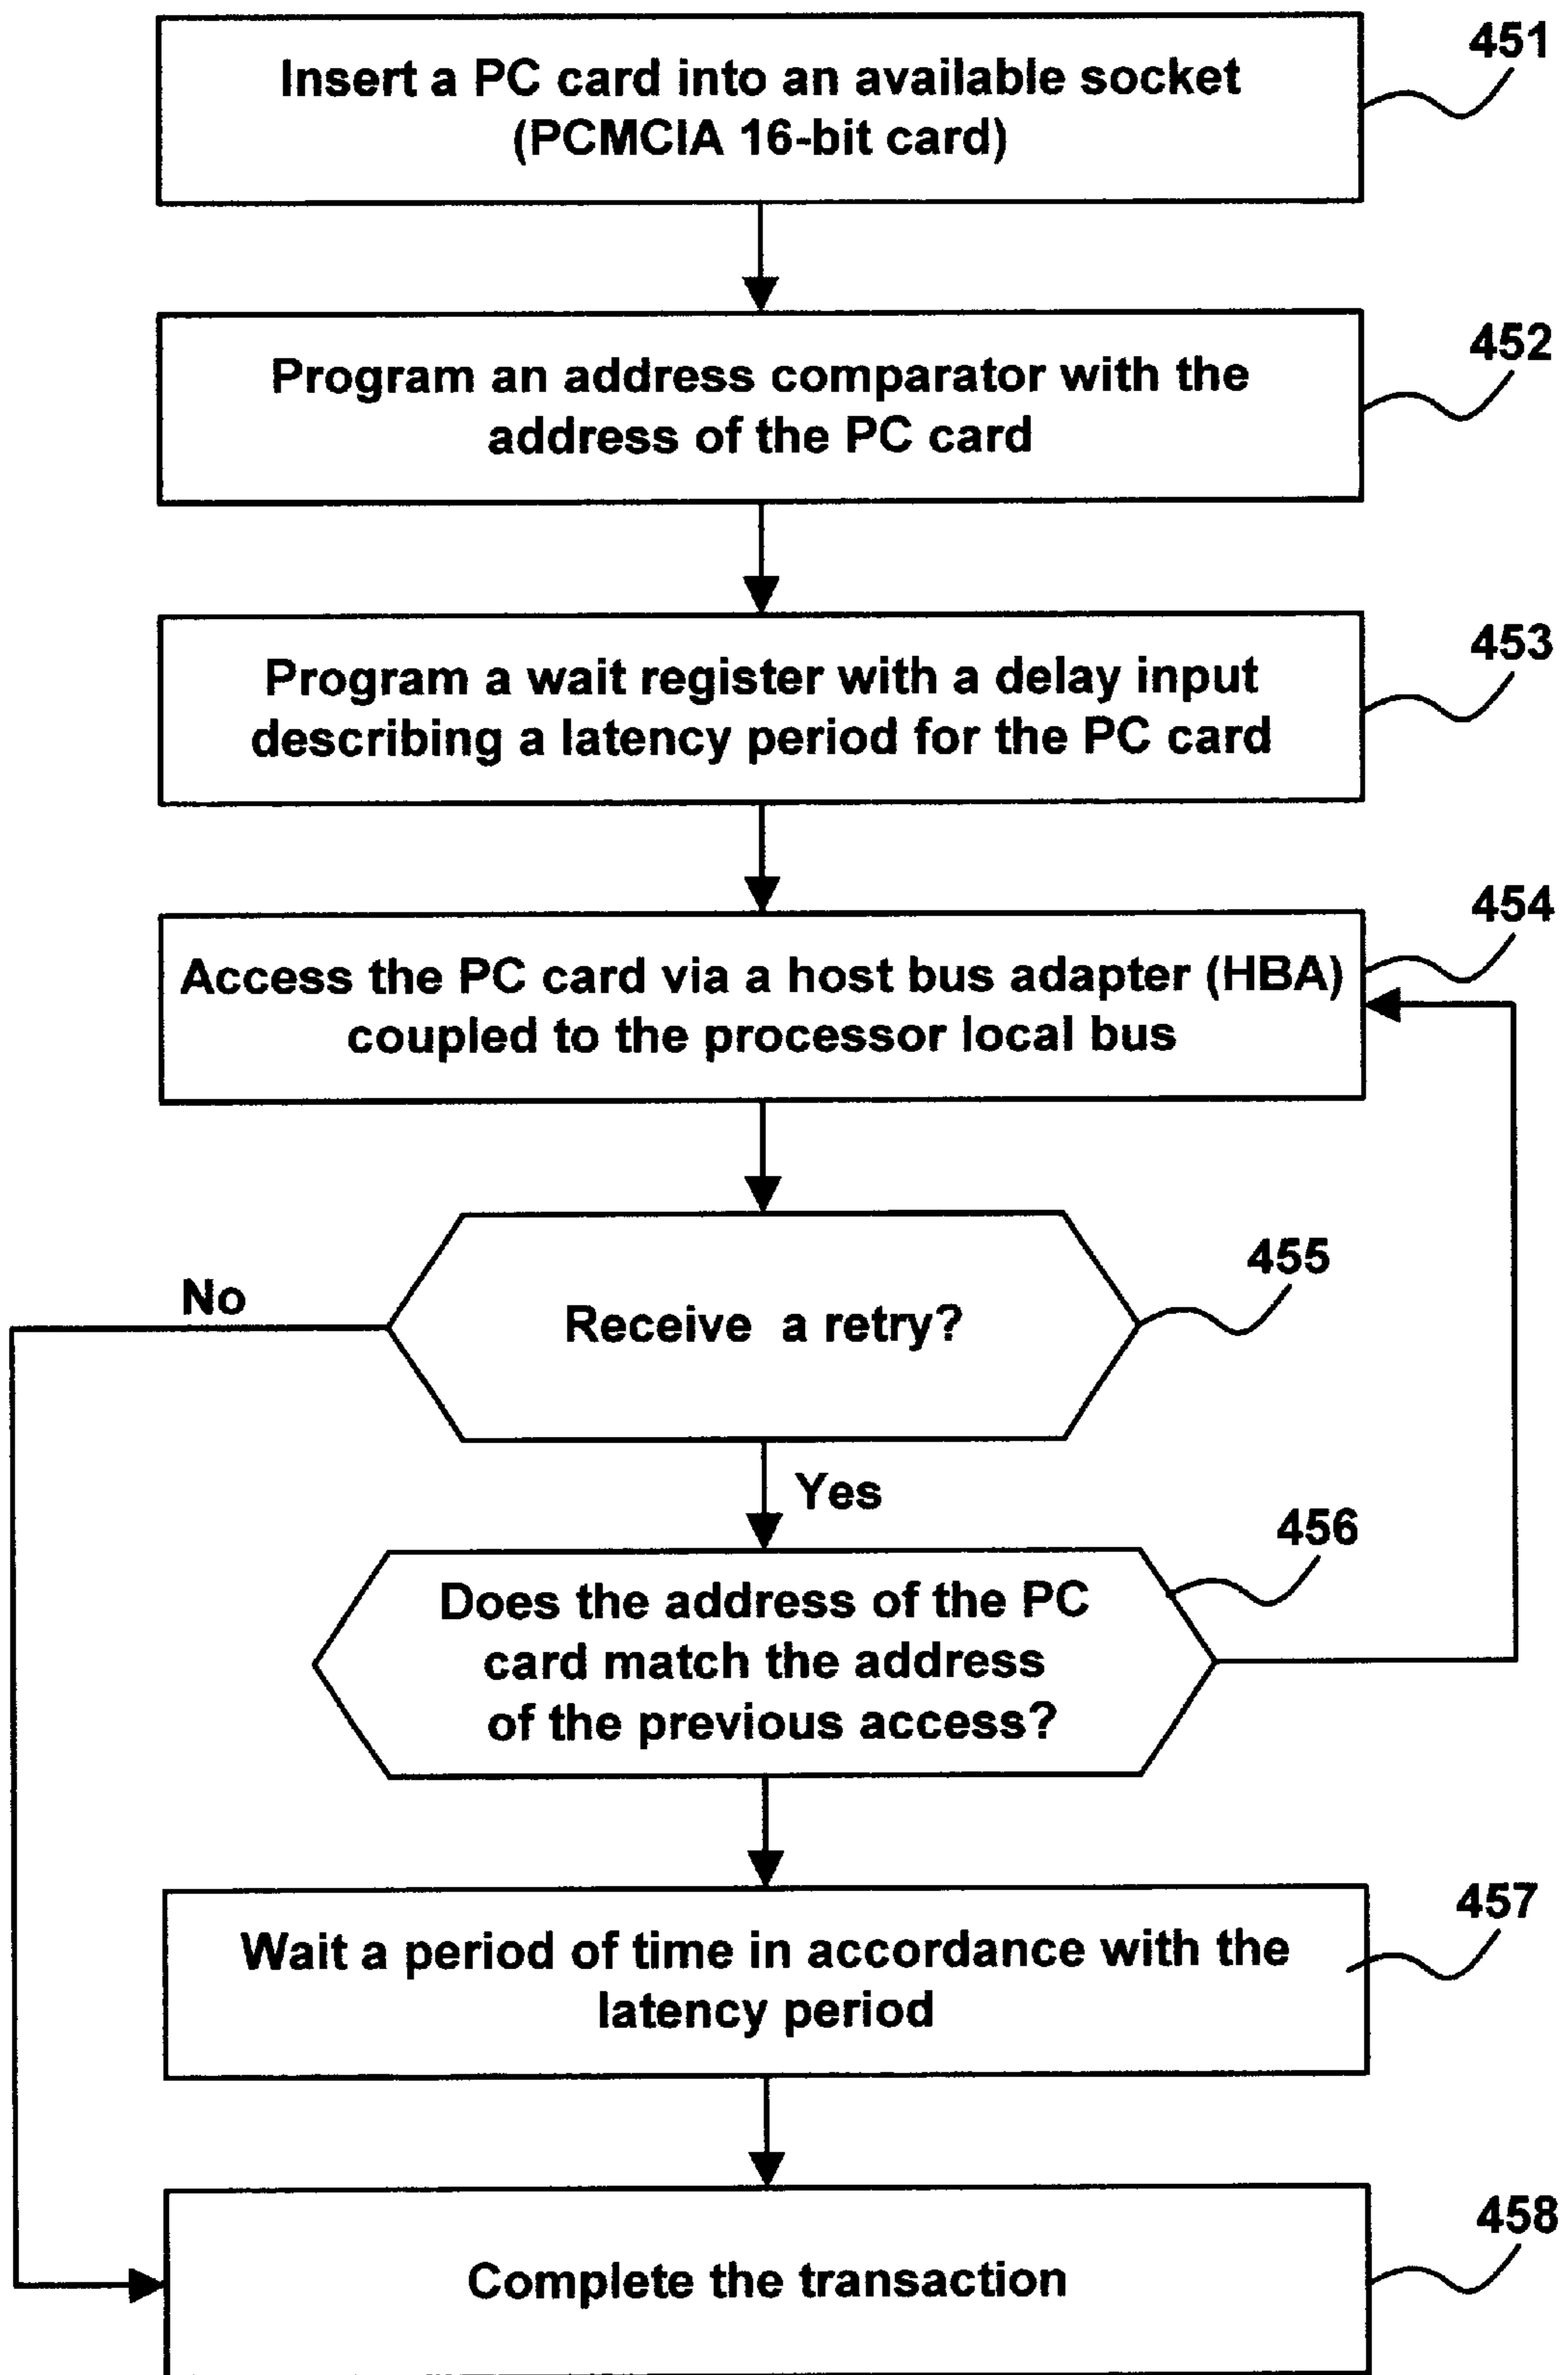 451
Insert a PC card into an available socket
(PCMCIA 16-bit card)
452
Program an address comparator with the
address of the PC card
453
Program a wait register with a delay input
describing a latency period for the PC card
454
Access the PC card via a host bus adapter (HBA)
coupled to the processor local bus
455
No
Receive a retry?
Yes
456
Does the address of the PC
card match the address
of the previous access?
457
Wait a period of time in accordance with the
latency period
458
Complete the transaction